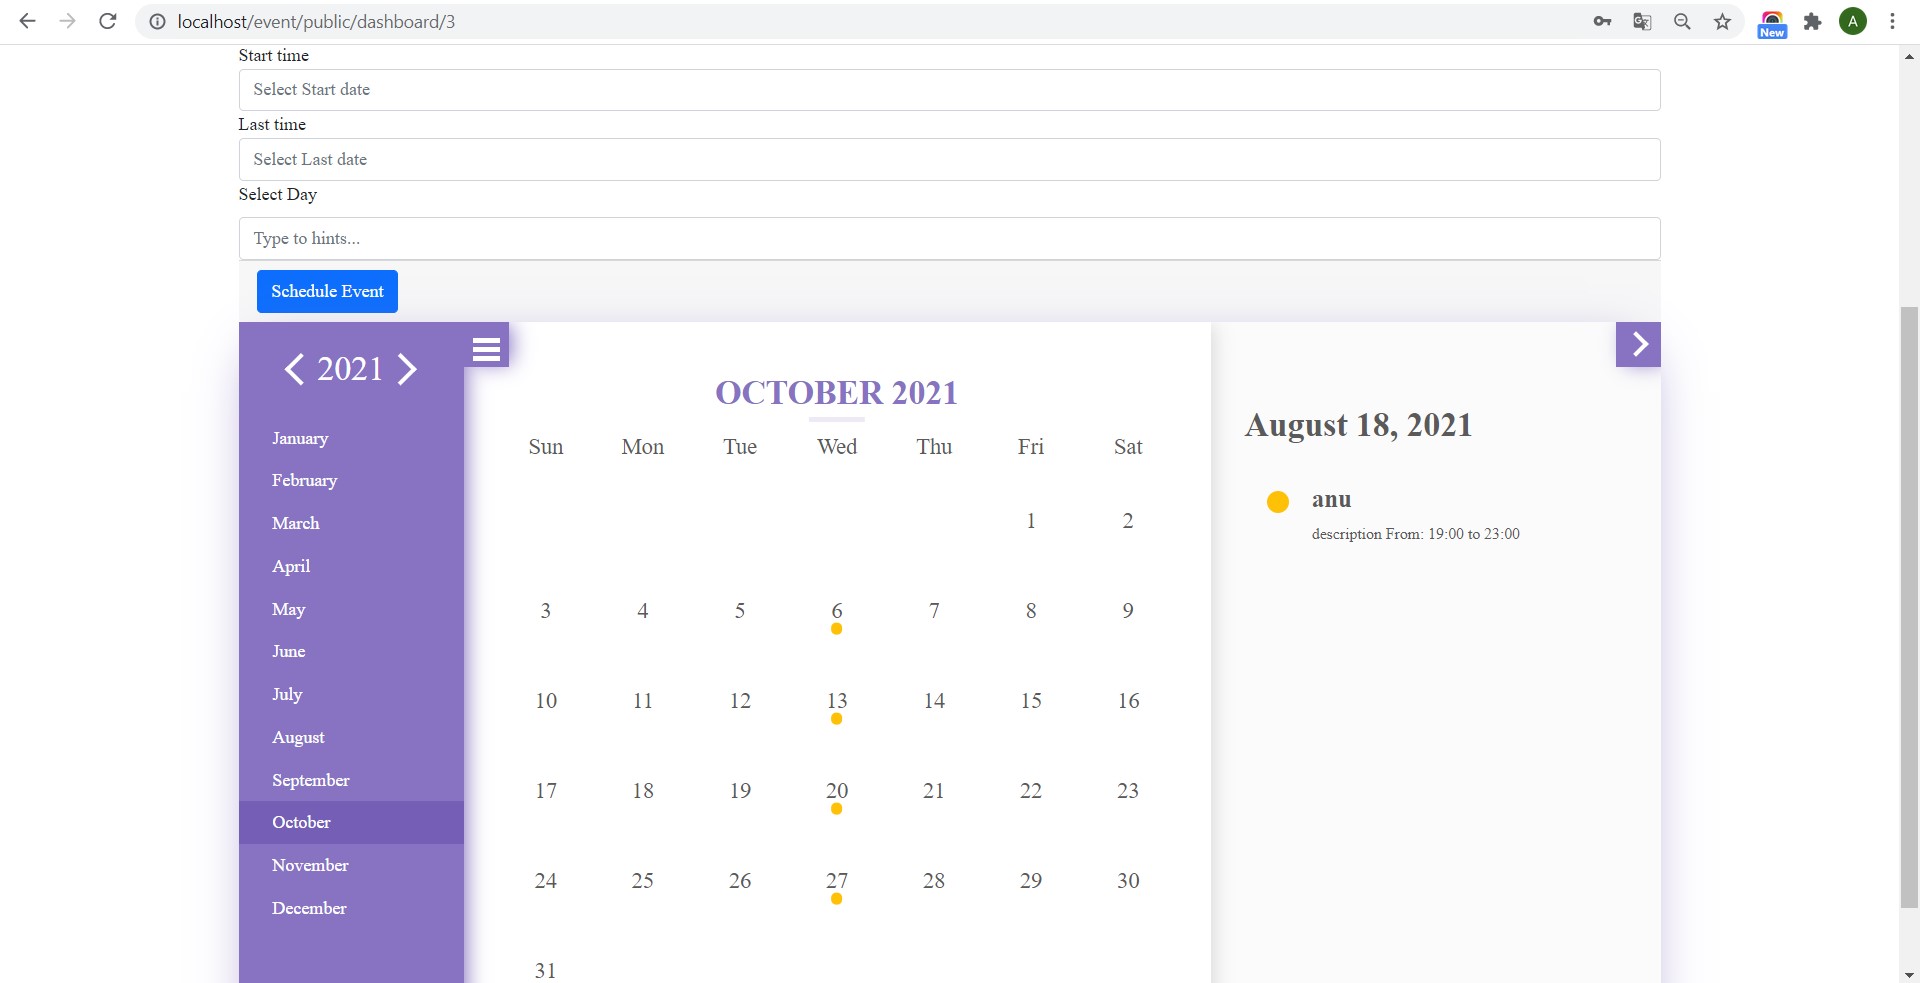 localhost/event/public/dashboard/3
New
A
Start time
Select Start date
Last time
Select Last date
Select Day
Type to hints...
Schedule Event
2021
January
February
March
April
May
June
July
August
September
October
November
December
OCTOBER 2021
Sun Mon Tue Wed Thu Fri Sat
1 2
3 4 5 6 7 8 9
10 11 12 13 14 15 16
17 18 19 20 21 22 23
24 25 26 27 28 29 30
31
August 18, 2021
anu
description From: 19:00 to 23:00